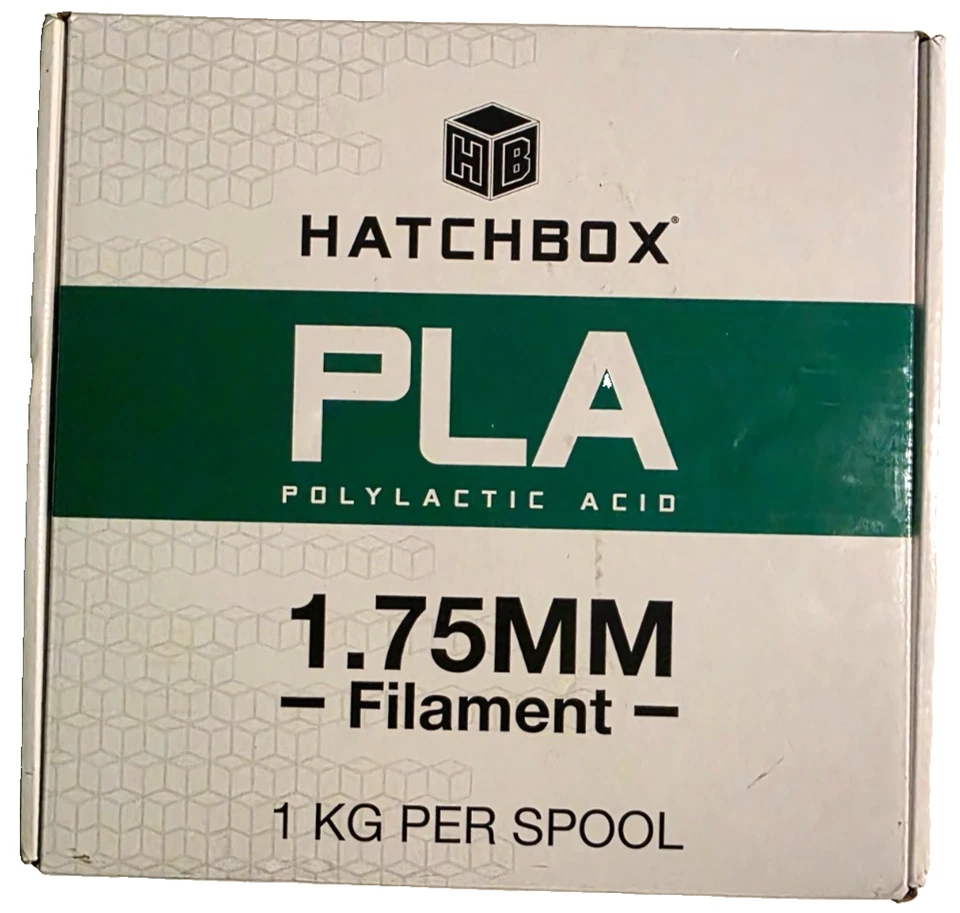 HB
HATCHBOX®
PLA
POLYLACTIC ACID
1.75MM
– Filament –
1 KG PER SPOOL